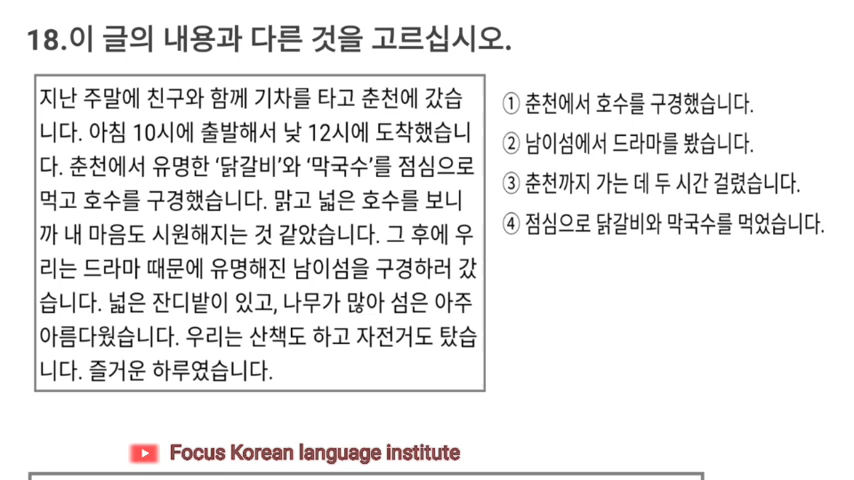 18.이 글의 내용과 다른 것을 고르십시오.
지난 주말에 친구와 함께 기차를 타고 춘천에 갔습
니다. 아침 10시에 출발해서 낮 12시에 도착했습니
다. 춘천에서 유명한 ‘닭갈비’와 ‘막국수’를 점심으로
먹고 호수를 구경했습니다. 맑고 넓은 호수를 보니
까 내 마음도 시원해지는 것 같았습니다. 그 후에 우
리는 드라마 때문에 유명해진 남이섬을 구경하러 갔
습니다. 넓은 잔디밭이 있고, 나무가 많아 섬은 아주
아름다웠습니다. 우리는 산책도 하고 자전거도 탔습
니다. 즐거운 하루였습니다.
① 춘천에서 호수를 구경했습니다.
② 남이섬에서 드라마를 봤습니다.
③ 춘천까지 가는 데 두 시간 걸렸습니다.
④ 점심으로 닭갈비와 막국수를 먹었습니다.
Focus Korean language institute